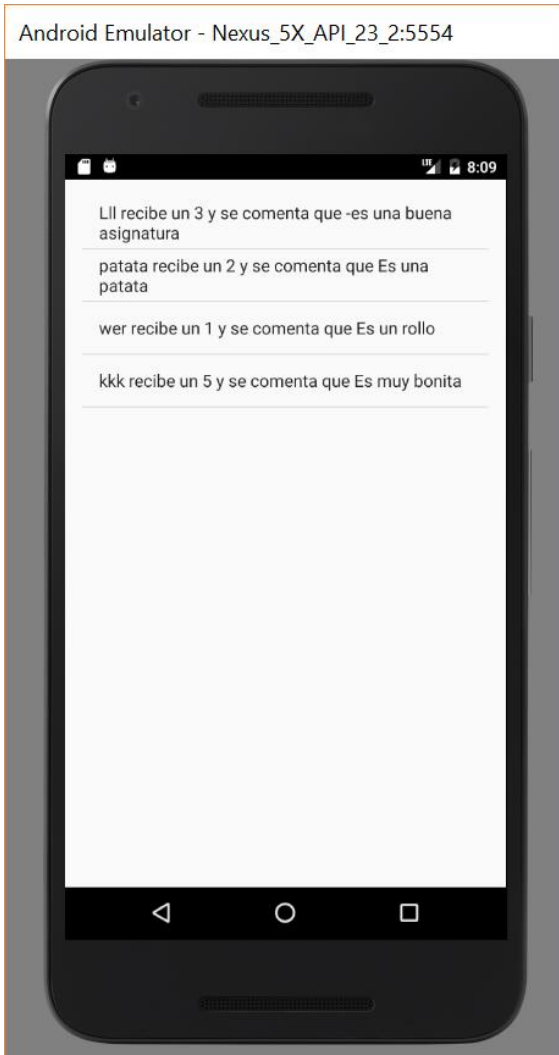 Android Emulator - Nexus_5X_API_23_2:5554
LTE 8:09
Lll recibe un 3 y se comenta que -es una buena
asignatura
patata recibe un 2 y se comenta que Es una
patata
wer recibe un 1 y se comenta que Es un rollo
kkk recibe un 5 y se comenta que Es muy bonita